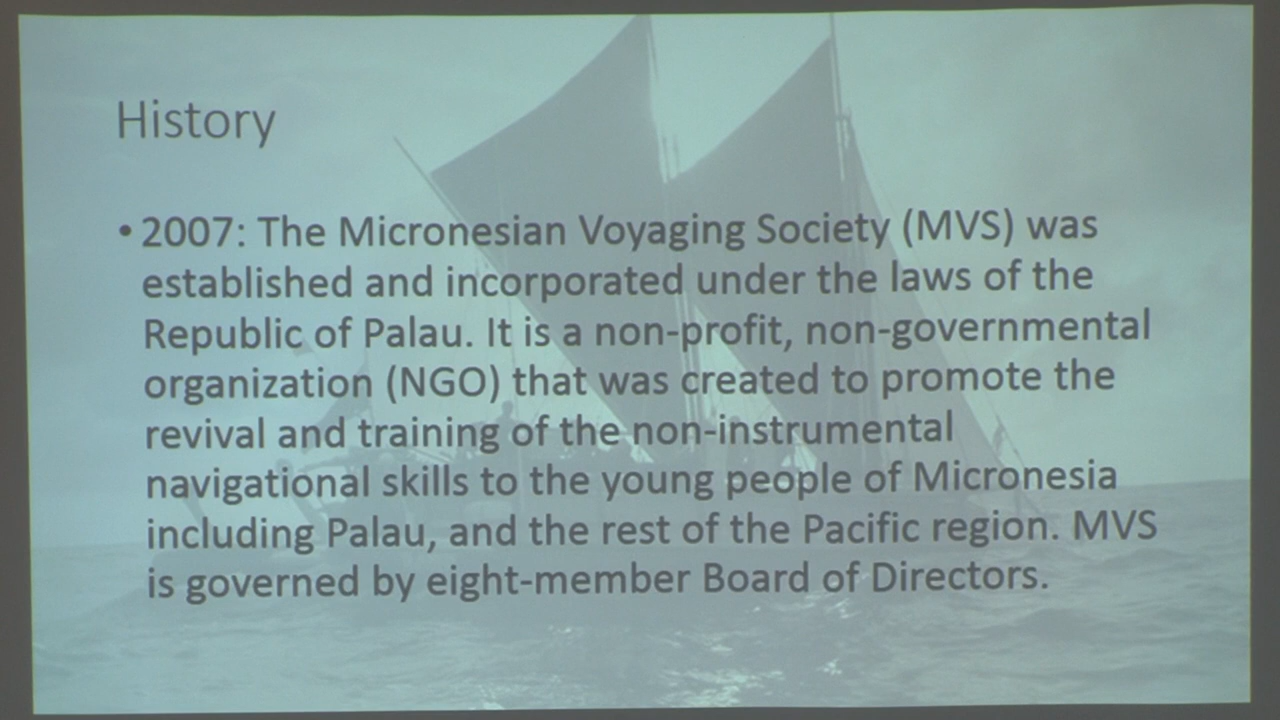 History
• 2007: The Micronesian Voyaging Society (MVS) was
established and incorporated under the laws of the
Republic of Palau. It is a non-profit, non-governmental
organization (NGO) that was created to promote the
revival and training of the non-instrumental
navigational skills to the young people of Micronesia
including Palau, and the rest of the Pacific region. MVS
is governed by eight-member Board of Directors.